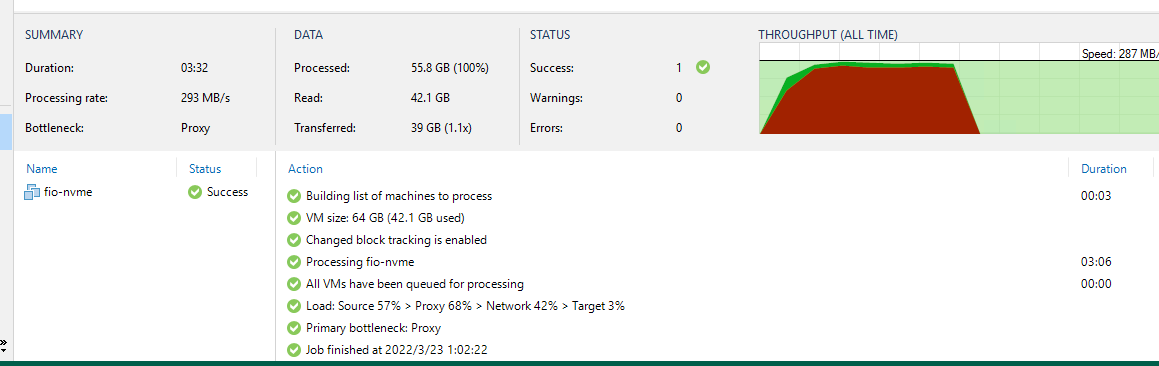 SUMMARY DATA STATUS THROUGHPUT (ALL TIME)
Speed: 287 MB/
Duration: 03:32 Processed: 55.8 GB (100%) Success: 1
Processing rate: 293 MB/s Read: 42.1 GB Warnings: 0
Bottleneck: Proxy Transferred: 39 GB (1.1x) Errors: 0
Name Status Action Duration
fio-nvme Success Building list of machines to process 00:03
VM size: 64 GB (42.1 GB used)
Changed block tracking is enabled
Processing fio-nvme 03:06
All VMs have been queued for processing 00:00
Load: Source 57% > Proxy 68% > Network 42% > Target 3%
Primary bottleneck: Proxy
Job finished at 2022/3/23 1:02:22